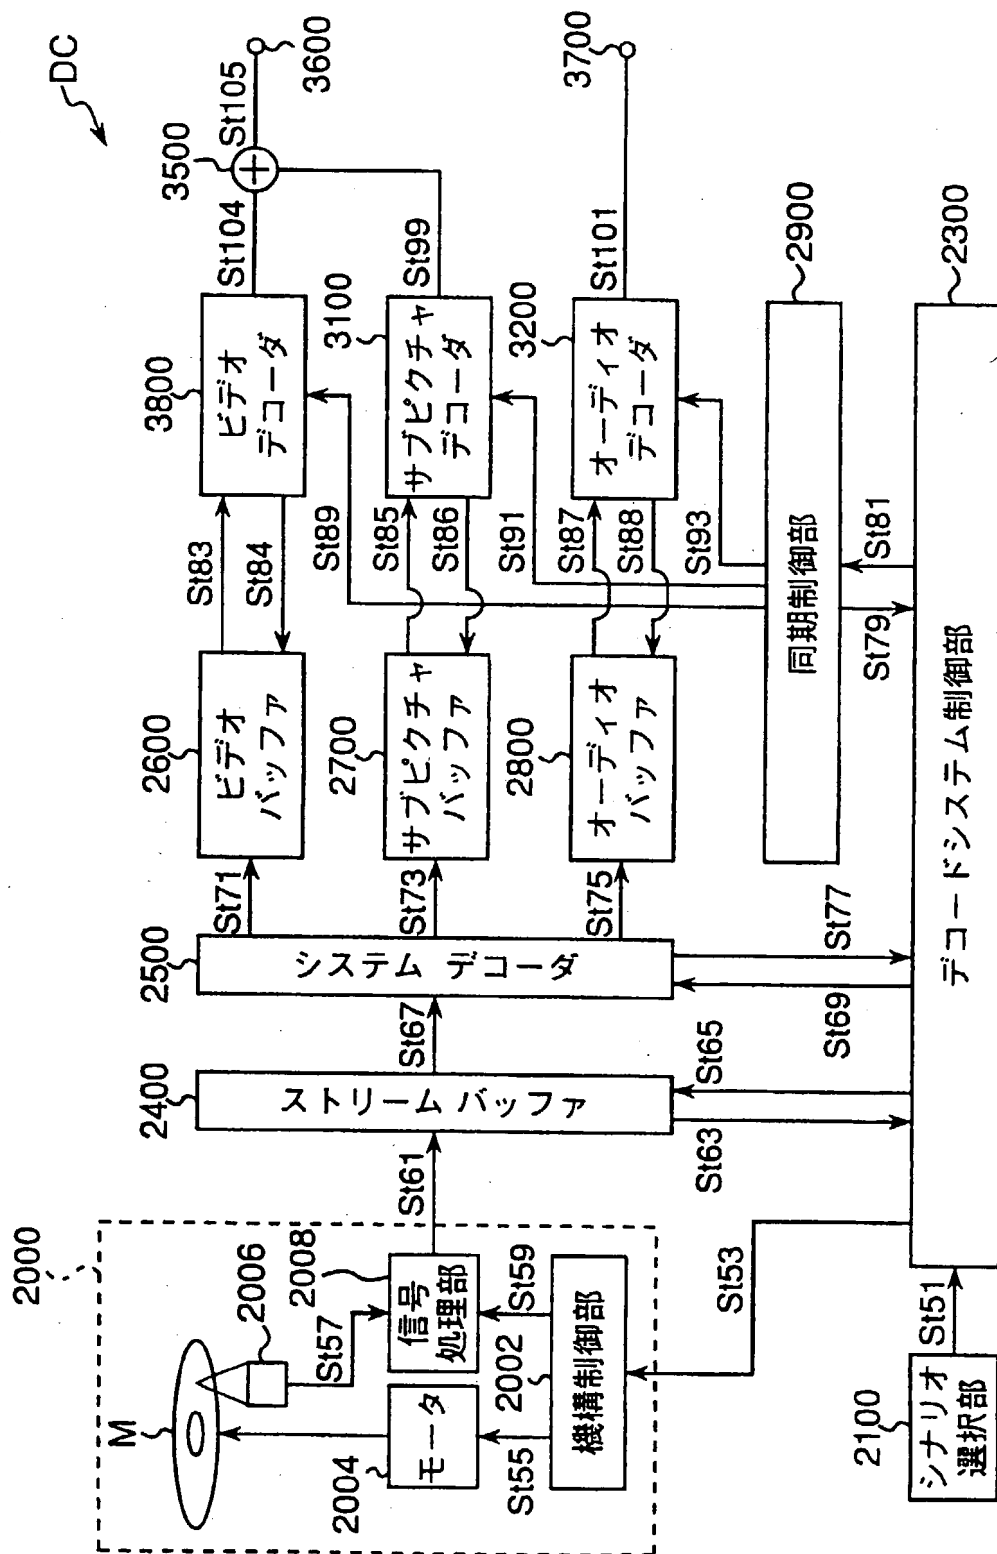 DC
2000
M
2006
2008
信号
処理部
St57
St59
2004
モータ
2002
St55
機構制御部
St53
2100
シナリオ
選択部
St51
St61
2400
ストリーム バッファ
St63
St65
St67
2500
システム デコーダ
St69
St77
St71
St73
St75
2600
ビデオ
バッファ
2700
サブピクチャ
バッファ
2800
オーディオ
バッファ
St83
St84
St89
St85
St86
St91
St87
St88
St93
3800
ビデオ
デコーダ
3100
サブピクチャ
デコーダ
3200
オーディオ
デコーダ
St104
3500
St105
3600
St99
St101
3700
同期制御部
2900
St79
St81
デコードシステム制御部
2300